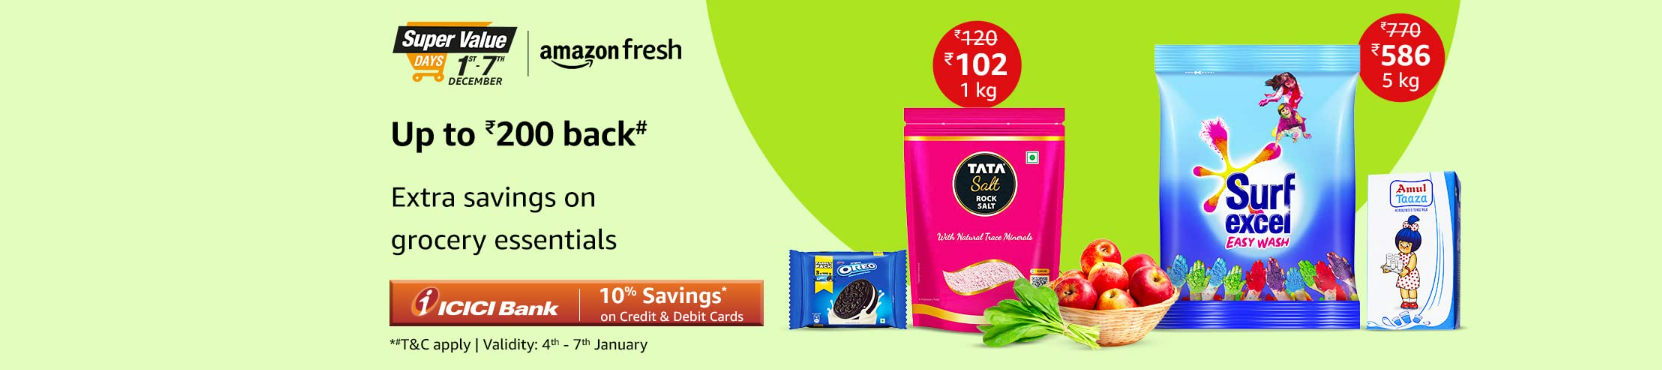 Super Value
DAYS 1ST-7TH
DECEMBER
amazon fresh
Up to ₹200 back#
Extra savings on
grocery essentials
ICICI Bank
10% Savings*
on Credit & Debit Cards
*#T&C apply | Validity: 4th - 7th January
OREO
₹120
₹102
1 kg
TATA
Salt
ROCK
SALT
With Natural Trace Minerals
₹770
₹586
5 kg
Surf
excel
EASY WASH
Amul
Taaza